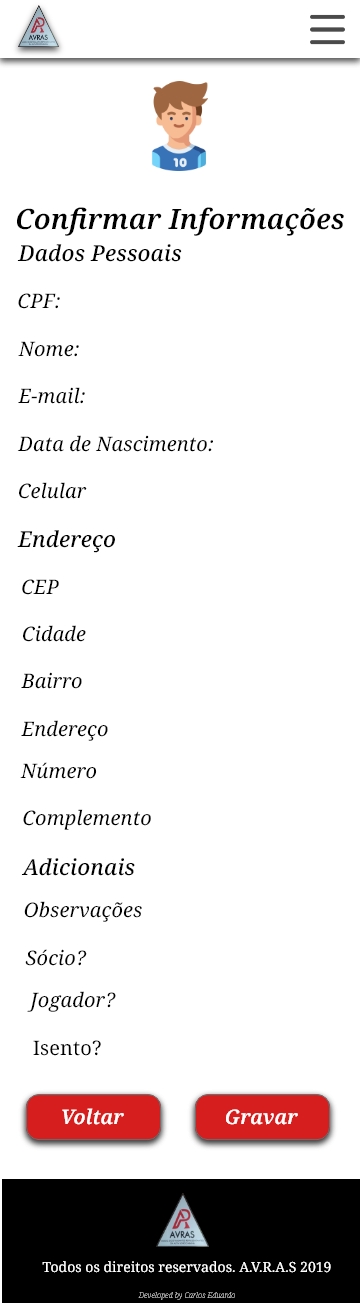 AVRAS
10
Confirmar Informações
Dados Pessoais
CPF:
Nome:
E-mail:
Data de Nascimento:
Celular
Endereço
CEP
Cidade
Bairro
Endereço
Número
Complemento
Adicionais
Observações
Sócio?
Jogador?
Isento?
Voltar Gravar
AVRAS
Todos os direitos reservados. A.V.R.A.S 2019
Developed by Carlos Eduardo